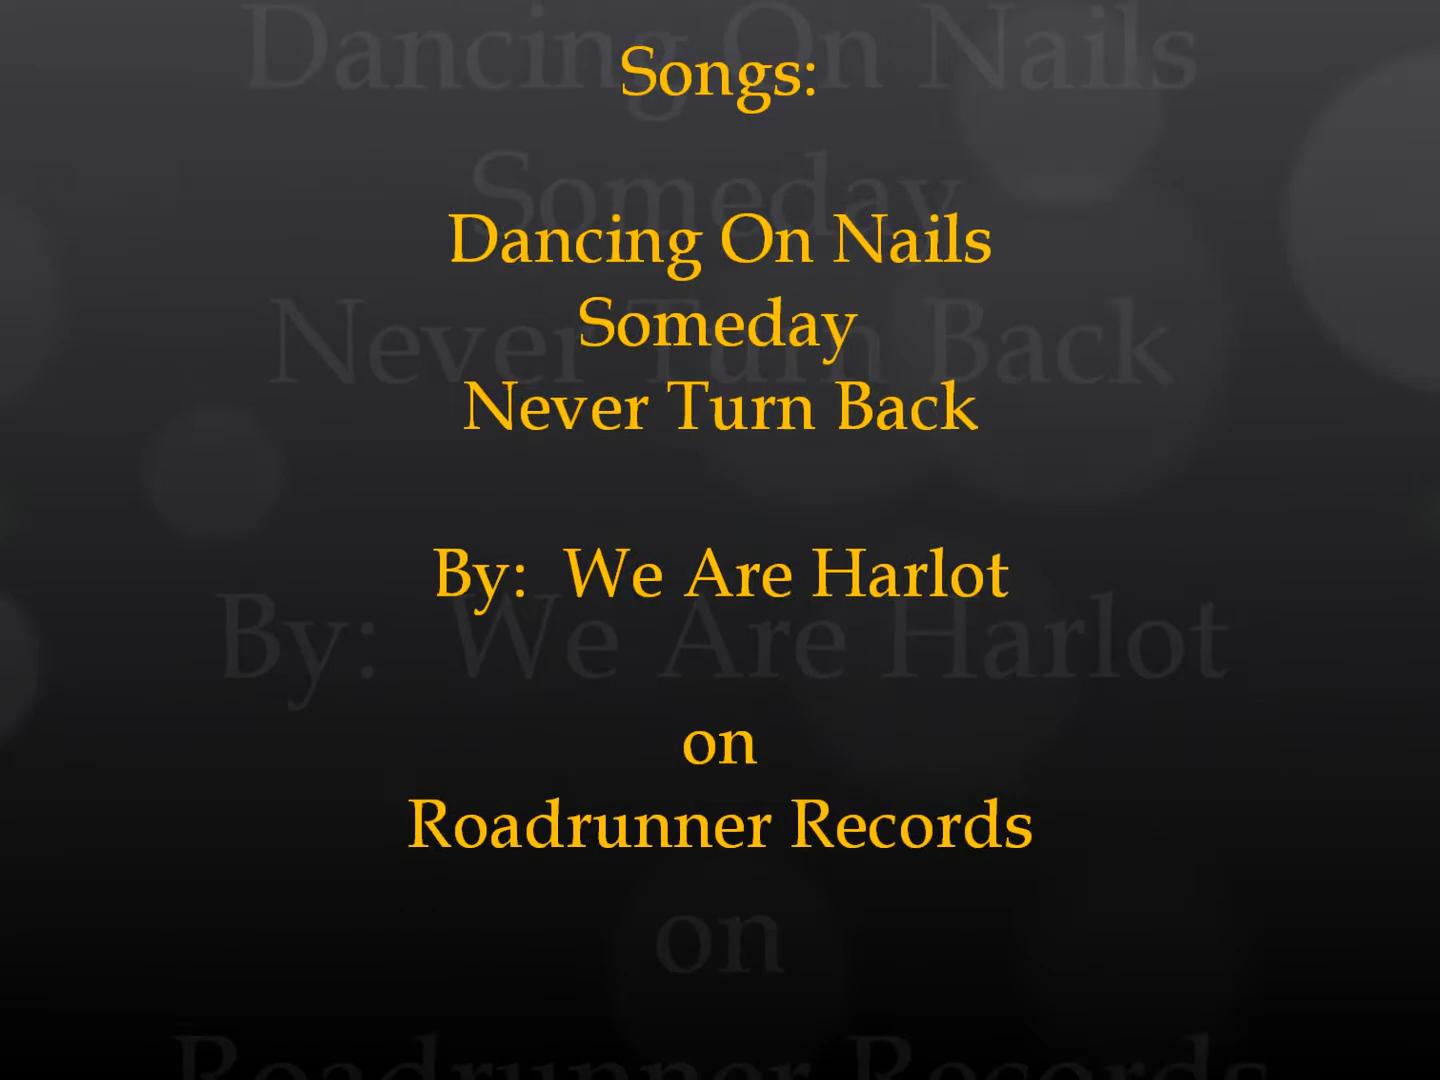 Songs:
Dancing On Nails
Someday
Never Turn Back
By: We Are Harlot
on
Roadrunner Records